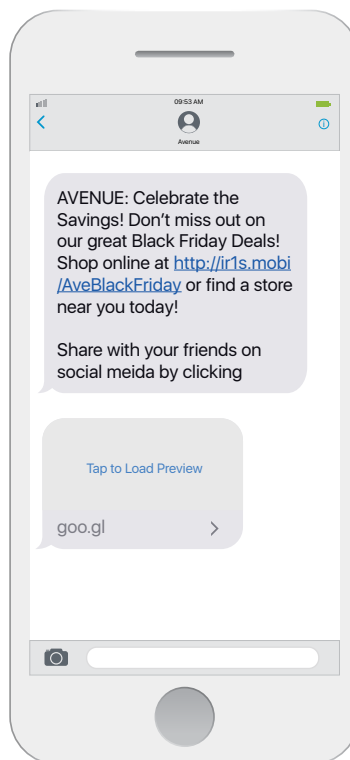 09:53 AM
Avenue
AVENUE: Celebrate the
Savings! Don't miss out on
our great Black Friday Deals!
Shop online at http://ir1s.mobi
/AveBlackFriday or find a store
near you today!
Share with your friends on
social meida by clicking
Tap to Load Preview
goo.gl